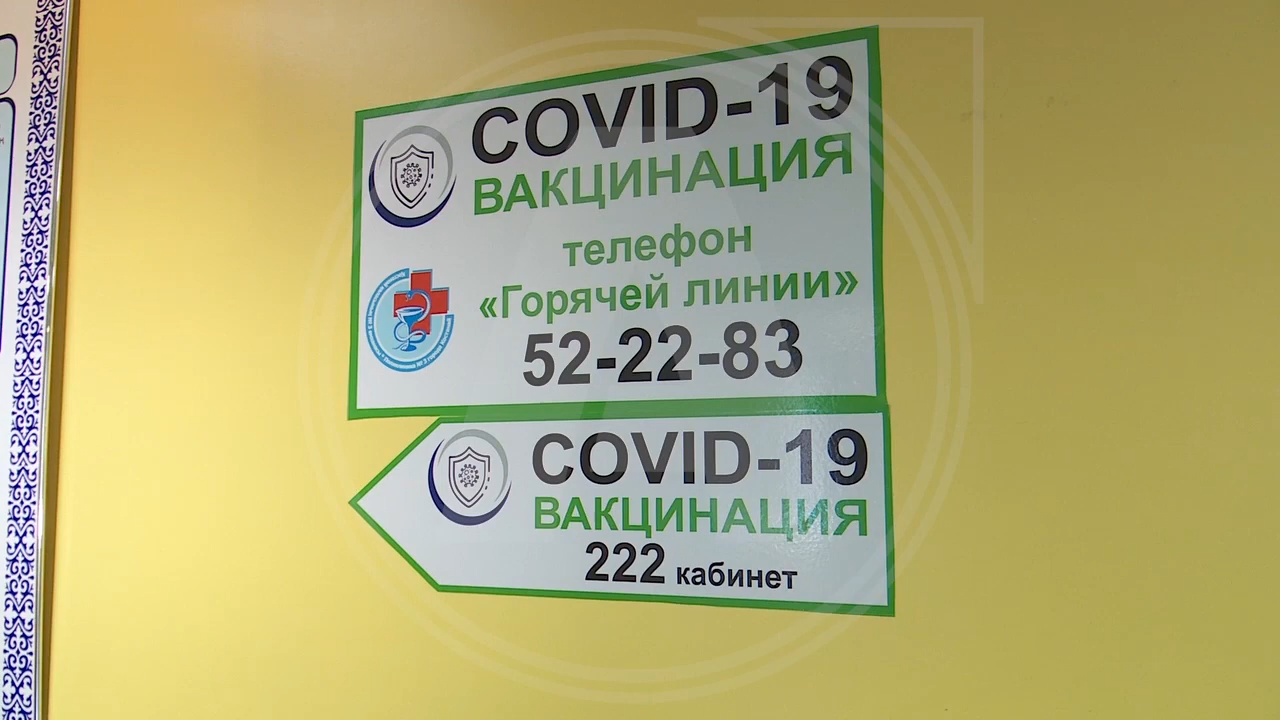 COVID-19
ВАКЦИНАЦИЯ
телефон
«Горячей линии»
52-22-83
COVID-19
ВАКЦИНАЦИЯ
222 кабинет